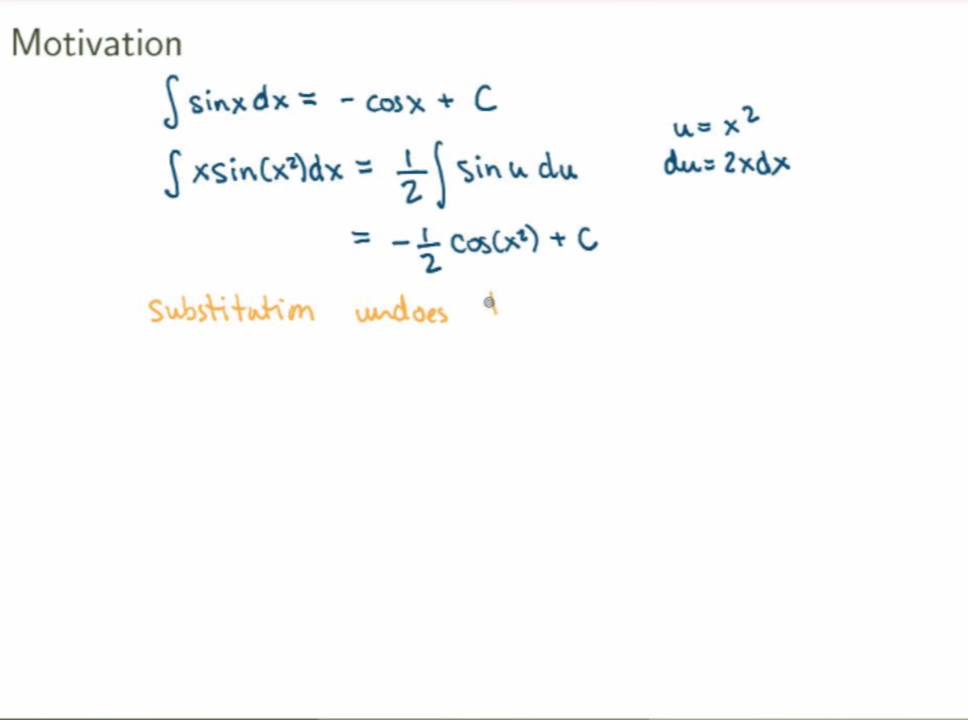 Motivation
∫ sinx dx = - cosx + C
u = x²
∫ xsin(x²)dx = 1/2 ∫ sin u du
du = 2xdx
= -1/2 cos(x²) + C
Substitution undoes